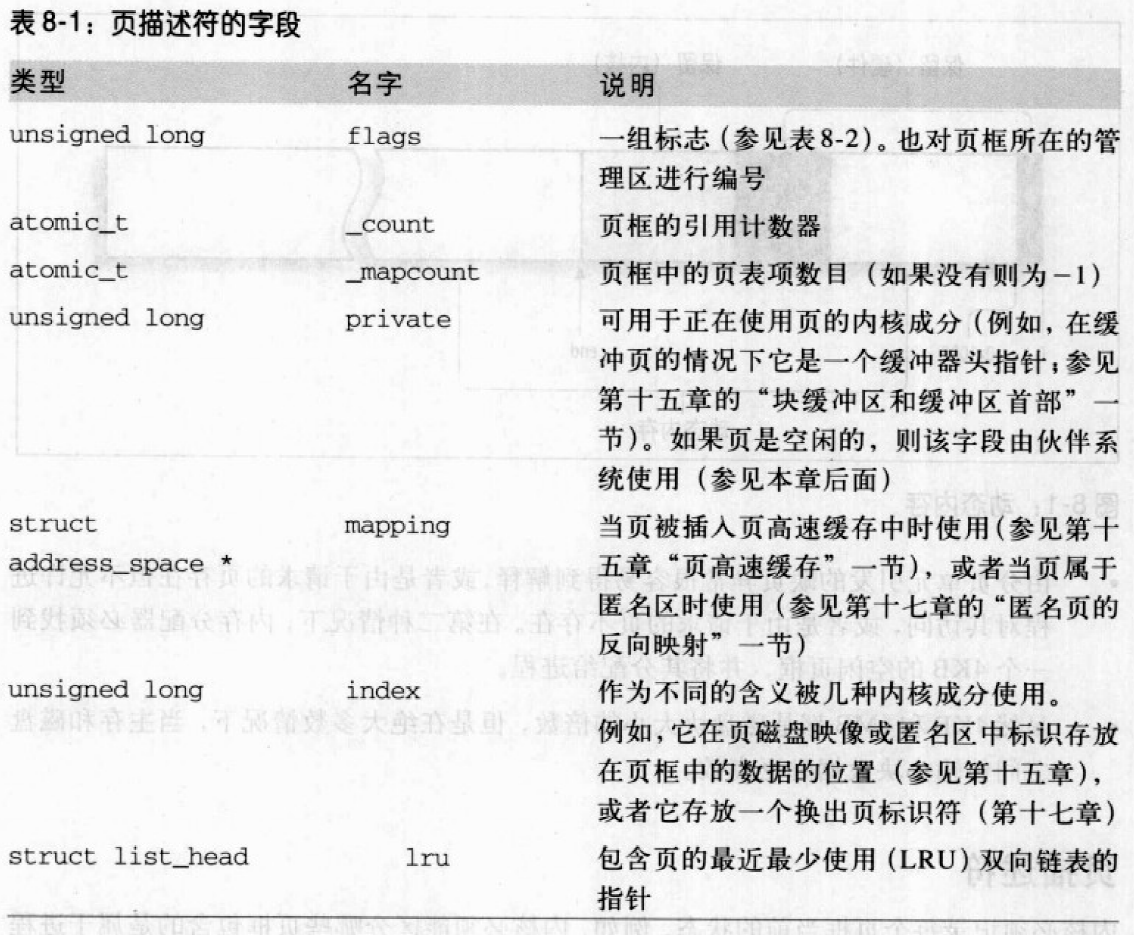 表8-1：页描述符的字段
类型 名字 说明
unsigned long flags 一组标志（参见表8-2）。也对页框所在的管
理区进行编号
atomic_t _count 页框的引用计数器
atomic_t _mapcount 页框中的页表项数目（如果没有则为－1）
unsigned long private 可用于正在使用页的内核成分（例如，在缓
冲页的情况下它是一个缓冲器头指针；参见
第十五章的“块缓冲区和缓冲区首部”一
节）。如果页是空闲的，则该字段由伙伴系
统使用（参见本章后面）
struct mapping 当页被插入页高速缓存中时使用（参见第十
address_space * 五章“页高速缓存”一节），或者当页属于
匿名区时使用（参见第十七章的“匿名页的
反向映射”一节）
unsigned long index 作为不同的含义被几种内核成分使用。
例如，它在页磁盘映像或匿名区中标识存放
在页框中的数据的位置（参见第十五章），
或者它存放一个换出页标识符（第十七章）
struct list_head lru 包含页的最近最少使用（LRU）双向链表的
指针